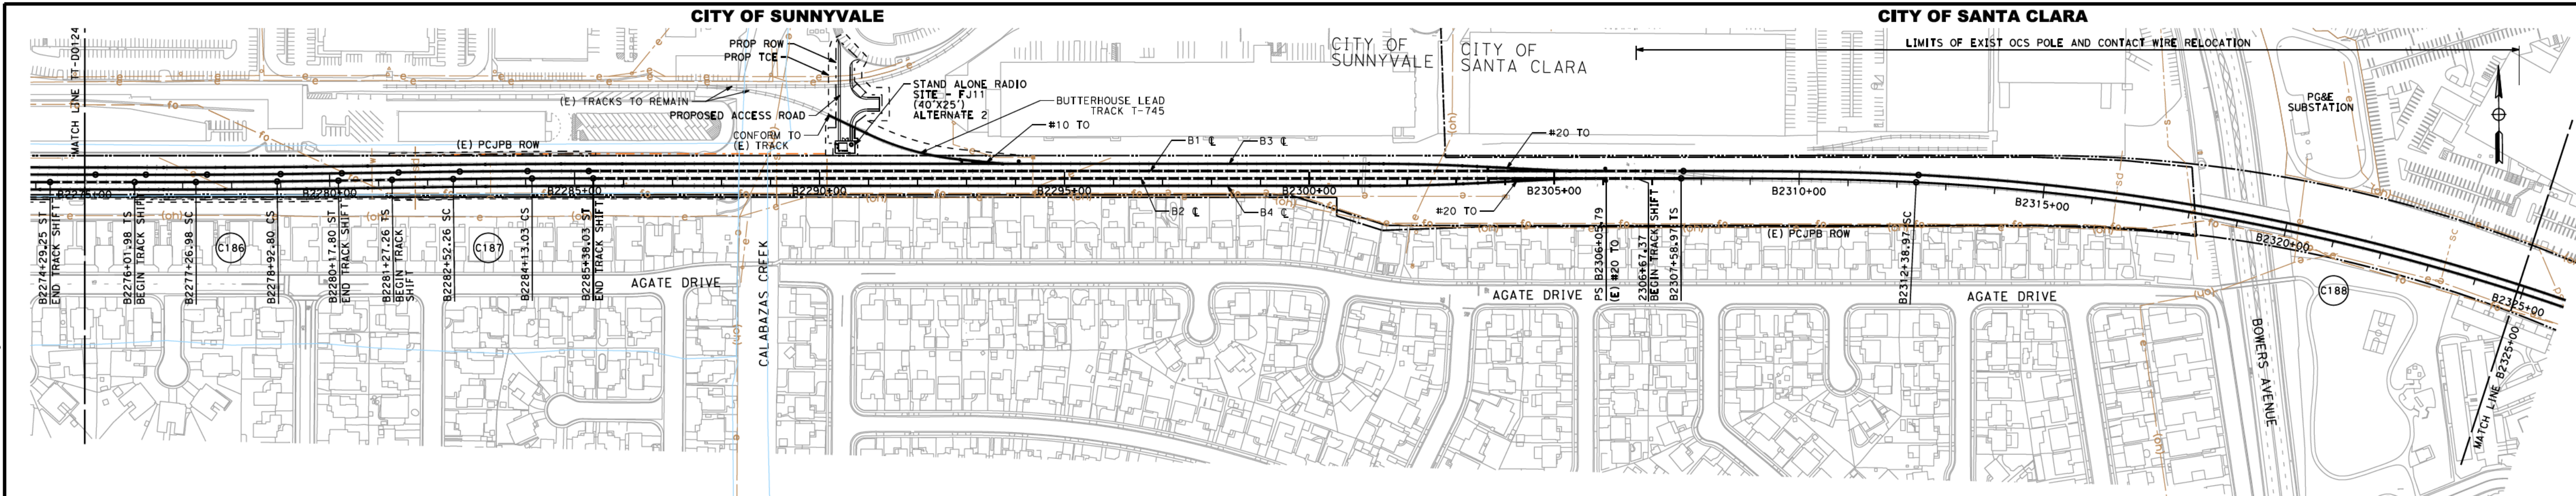 CITY OF SUNNYVALE
CITY OF SANTA CLARA
MATCH LINE TT-D0124
PROP ROW
PROP TCE
(E) TRACKS TO REMAIN
PROPOSED ACCESS ROAD
CONFORM TO
(E) TRACK
STAND ALONE RADIO
SITE - FJ11
(40'X25')
ALTERNATE 2
BUTTERHOUSE LEAD
TRACK T-745
#10 TO
CITY OF
SUNNYVALE
CITY OF
SANTA CLARA
LIMITS OF EXIST OCS POLE AND CONTACT WIRE RELOCATION
PG&E
SUBSTATION
(E) PCJPB ROW
B1 ℄
B3 ℄
#20 TO
B2275+00
B2280+00
B2285+00
B2290+00
B2295+00
B2300+00
B2305+00
B2310+00
B2315+00
B2320+00
B2325+00
B2 ℄
B4 ℄
#20 TO
(E) PCJPB ROW
B2274+29.25 ST
END TRACK SHIFT
B2276+01.98 TS
BEGIN TRACK SHIFT
B2277+26.98 SC
C186
B2278+92.80 CS
B2280+17.80 ST
END TRACK SHIFT
B2281+27.26 TS
BEGIN TRACK
SHIFT
B2282+52.26 SC
C187
B2284+13.03 CS
B2285+38.03 ST
END TRACK SHIFT
AGATE DRIVE
CALABAZAS CREEK
AGATE DRIVE
PS B2306+05.79
(E) #20 TO
2306+67.37
BEGIN TRACK SHIFT
B2307+58.97 TS
B2312+38.97 SC
AGATE DRIVE
BOWERS AVENUE
C188
MATCH LINE B2325+00